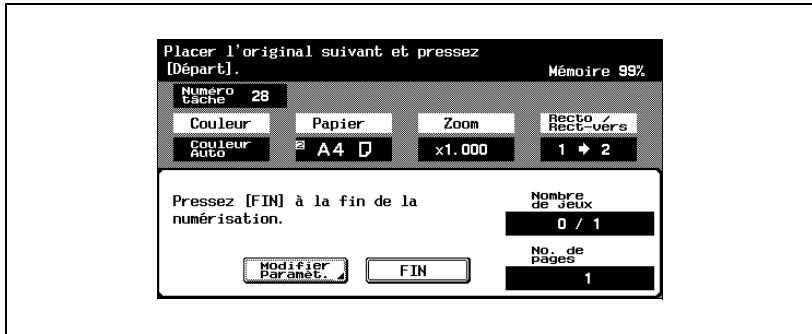 Placer l'original suivant et pressez
[Départ].
Mémoire 99%
Numéro
tâche 28
Couleur
Papier
Zoom
Recto /
Rect-vers
Couleur
Auto
2 A4
x1.000
1 → 2
Pressez [FIN] à la fin de la
numérisation.
Nombre
de jeux
0 / 1
Modifier
Paramèt.
FIN
No. de
pages
1